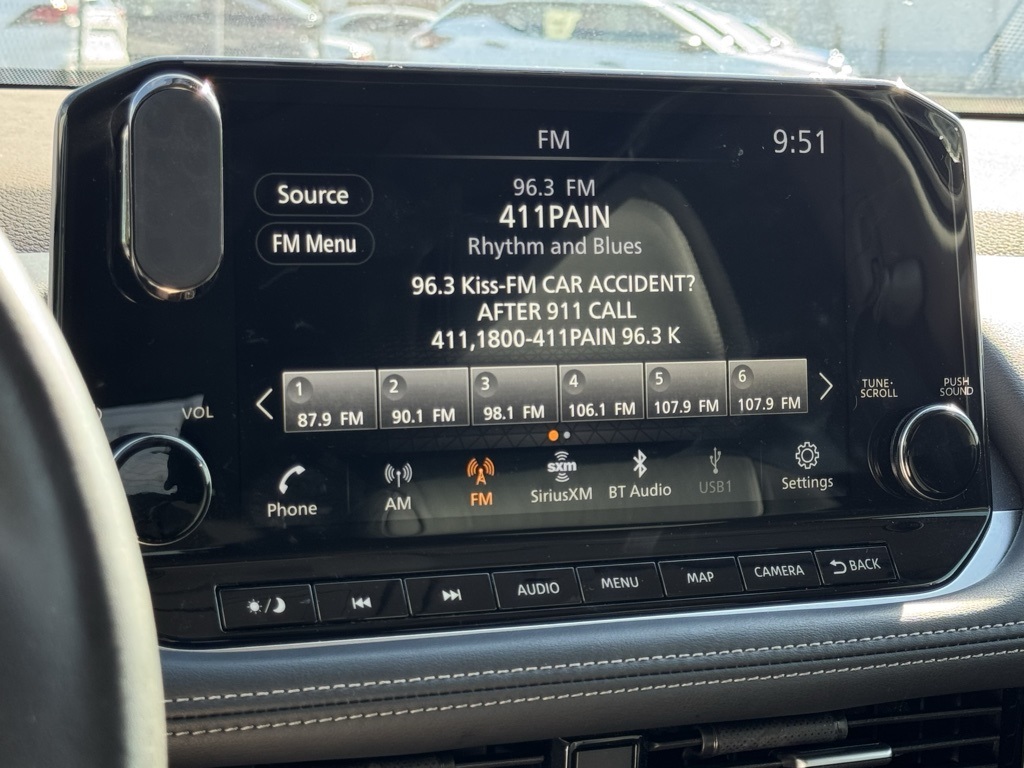 FM
9:51
Source
FM Menu
96.3 FM
411PAIN
Rhythm and Blues
96.3 Kiss-FM CAR ACCIDENT?
AFTER 911 CALL
411,1800-411PAIN 96.3 K
1
87.9 FM
2
90.1 FM
3
98.1 FM
4
106.1 FM
5
107.9 FM
6
107.9 FM
VOL
TUNE·
SCROLL
PUSH
SOUND
Phone
AM
FM
sxm
SiriusXM
BT Audio
USB1
Settings
AUDIO
MENU
MAP
CAMERA
BACK